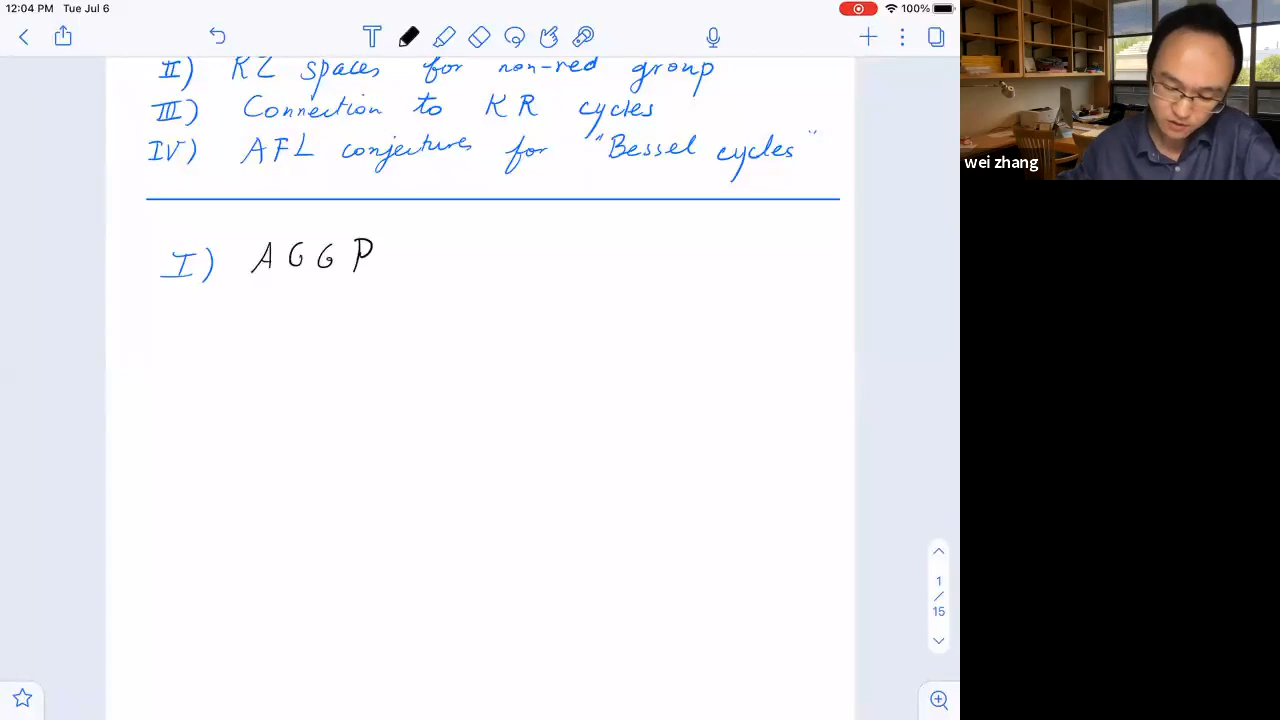 12:04 PM Tue Jul 6
100%
II) RZ spaces for non-red group
III) Connection to KR cycles
IV) AFL conjectures for "Bessel cycles"
I) AGGP
wei zhang
1
/
15